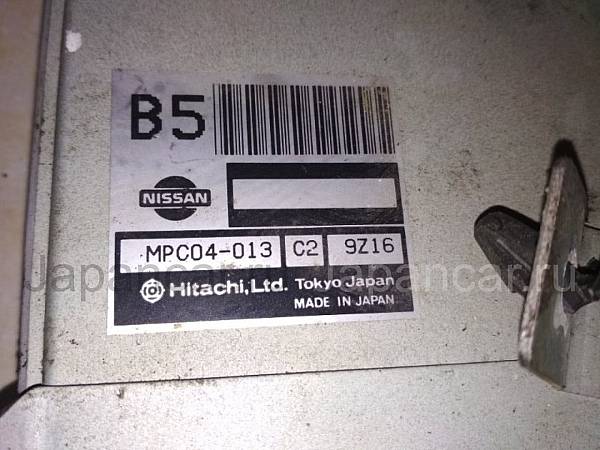 B5
NISSAN
MPC04-013 C2 9Z16
Hitachi, Ltd. Tokyo Japan
MADE IN JAPAN
Japancar.ru Japancar.ru